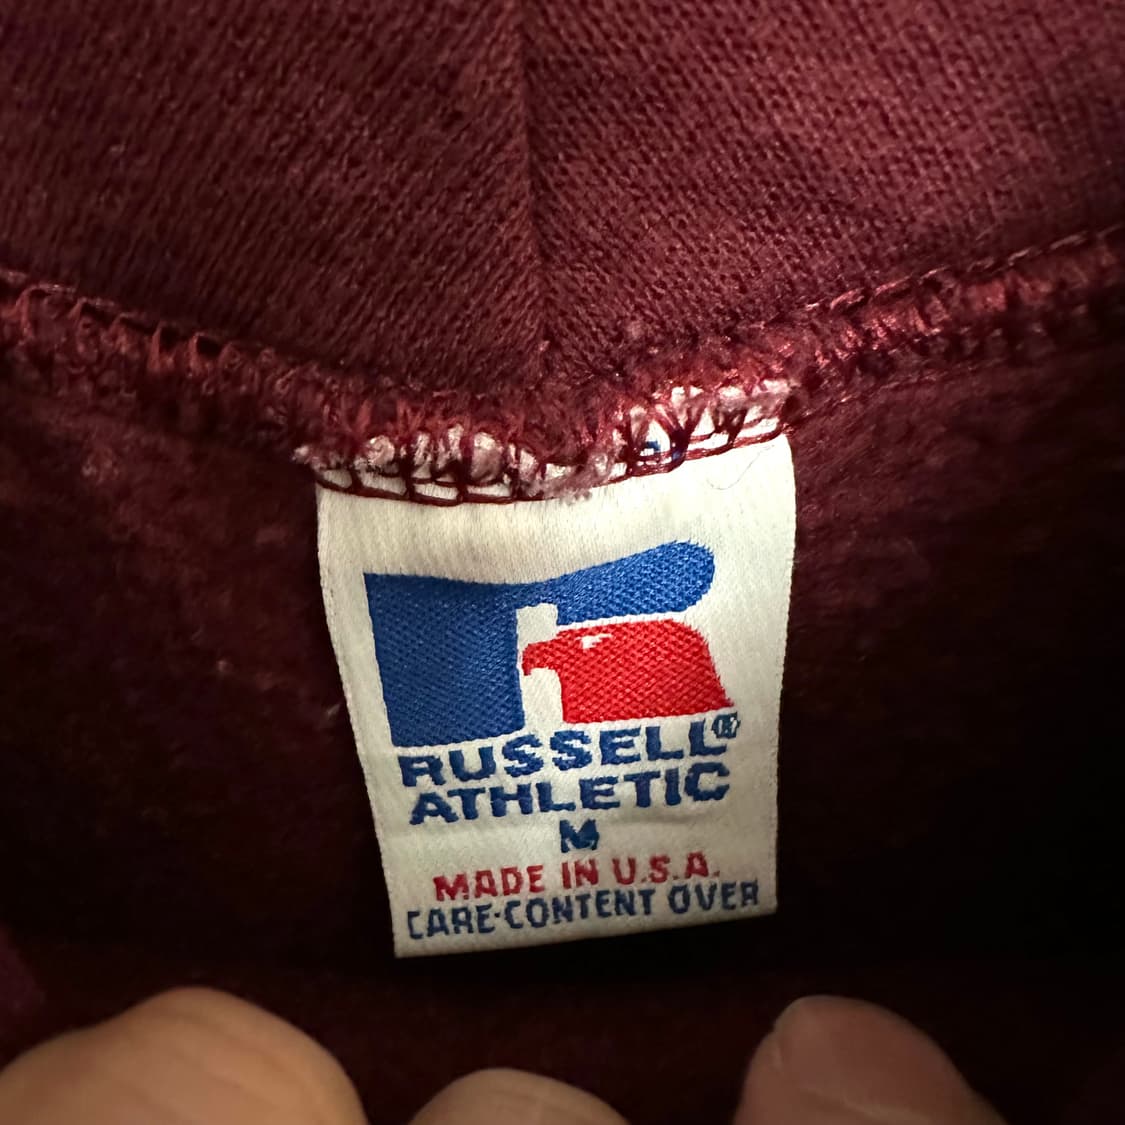 RUSSELL®
ATHLETIC
M
MADE IN U.S.A.
CARE·CONTENT OVER